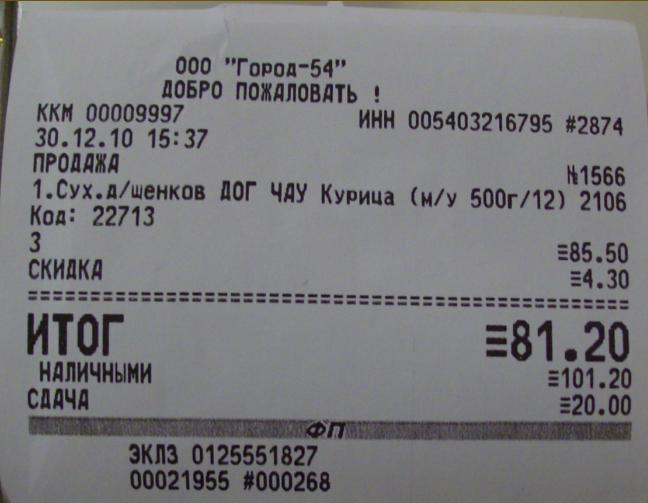 ООО "Город-54"
ДОБРО ПОЖАЛОВАТЬ !
ККМ 00009997 ИНН 005403216795 #2874
30.12.10 15:37
ПРОДАЖА №1566
1.Сух.д/щенков ДОГ ЧАУ Курица (м/у 500г/12) 2106
Код: 22713
3 ≡85.50
СКИДКА ≡4.30
ИТОГ ≡81.20
НАЛИЧНЫМИ ≡101.20
СДАЧА ≡20.00
ФП
ЭКЛЗ 0125551827
00021955 #000268